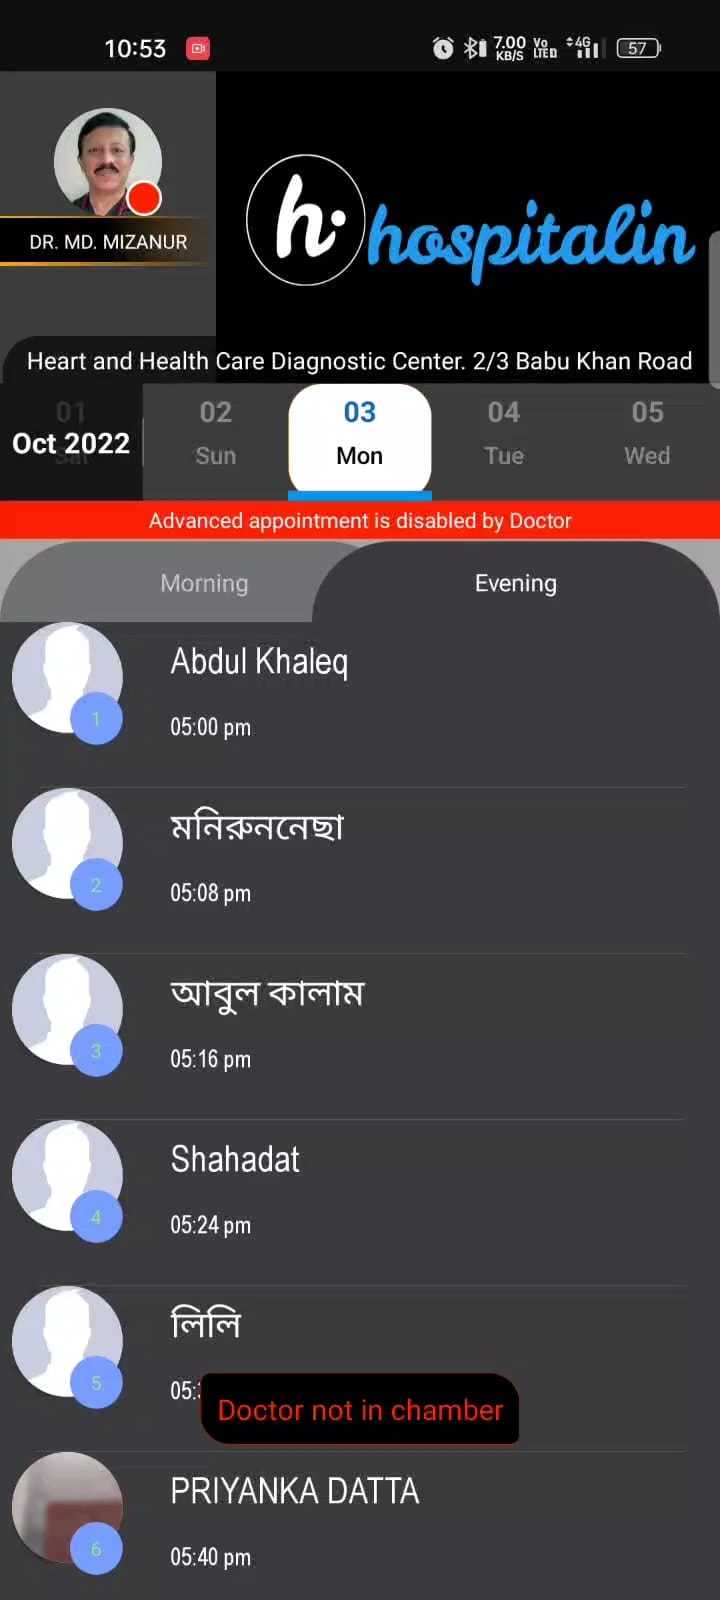 10:53
7.00 KB/S Vo LTE 4G 57
DR. MD. MIZANUR
h. hospitalin
Heart and Health Care Diagnostic Center. 2/3 Babu Khan Road
01 02 03 04 05
Oct 2022 Sat Sun Mon Tue Wed
Advanced appointment is disabled by Doctor
Morning Evening
Abdul Khaleq
1
05:00 pm
মনিরুননেছা
2
05:08 pm
আবুল কালাম
3
05:16 pm
Shahadat
4
05:24 pm
লিলি
5
05:
Doctor not in chamber
PRIYANKA DATTA
6
05:40 pm